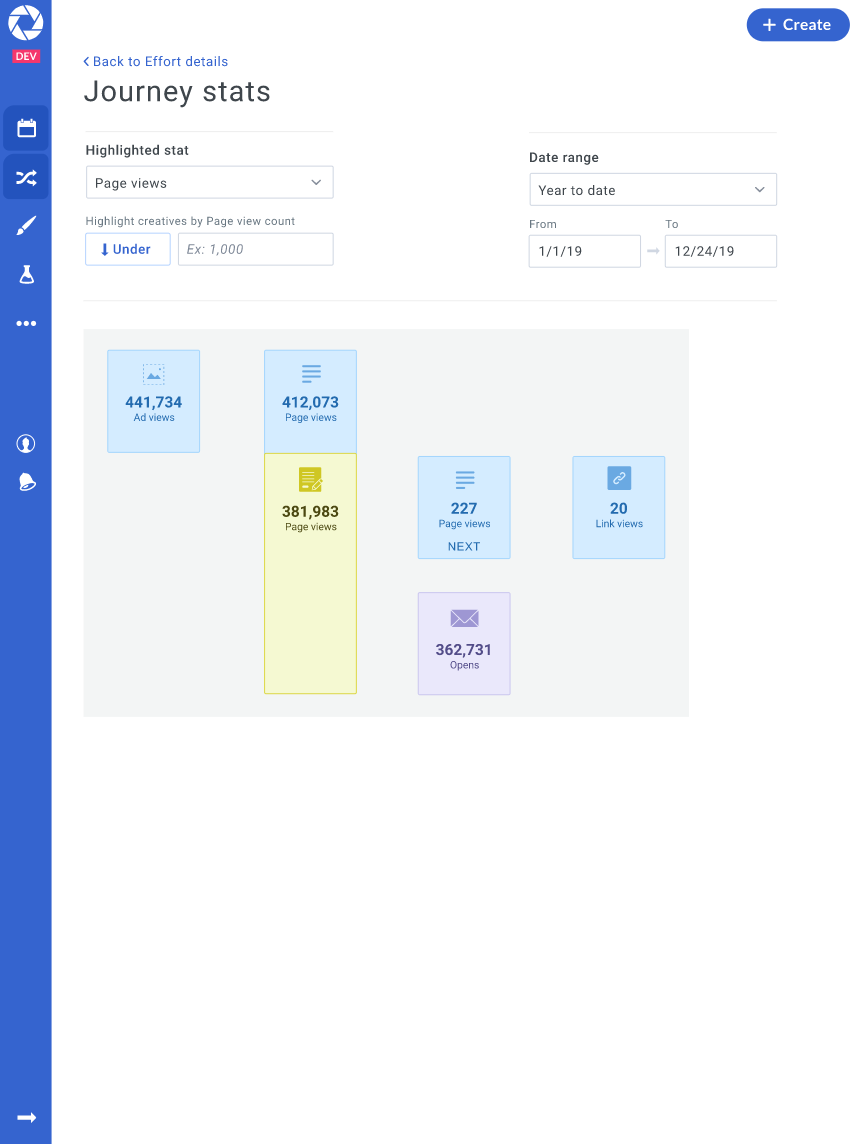 + Create
DEV
Back to Effort details
Journey stats
Highlighted stat
Page views
Highlight creatives by Page view count
Under
Ex: 1,000
Date range
Year to date
From
To
1/1/19
12/24/19
441,734
Ad views
412,073
Page views
381,983
Page views
227
Page views
NEXT
20
Link views
362,731
Opens